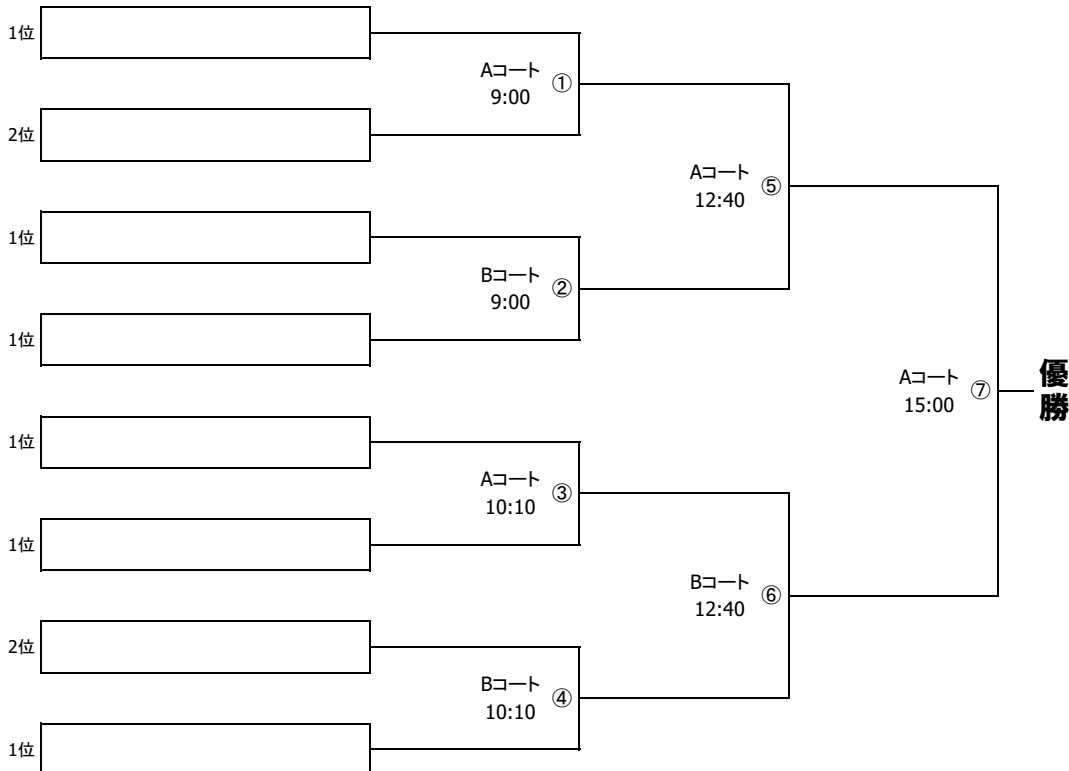 1位
Aコート ①
9:00
2位
Aコート ⑤
12:40
1位
Bコート ②
9:00
1位
Aコート ⑦
15:00
優勝
1位
Aコート ③
10:10
1位
Bコート ⑥
12:40
2位
Bコート ④
10:10
1位